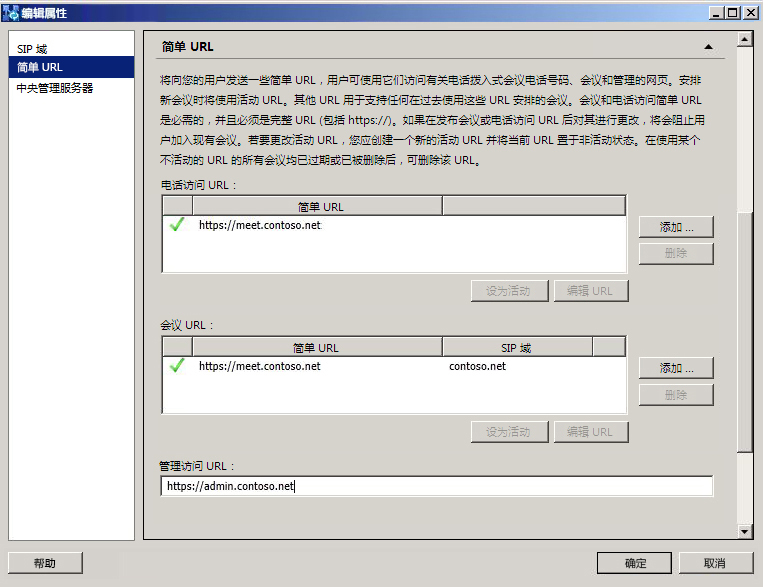 编辑属性
SIP 域
简单 URL
中央管理服务器
简单 URL
将向您的用户发送一些简单 URL，用户可使用它们访问有关电话拨入式会议电话号码、会议和管理的网页。安排
新会议时将使用活动 URL。其他 URL 用于支持任何在过去使用这些 URL 安排的会议。会议和电话访问简单 URL
是必需的，并且必须是完整 URL (包括 https://)。如果在发布会议或电话访问 URL 后对其进行更改，将会阻止用
户加入现有会议。若要更改活动 URL，您应创建一个新的活动 URL 并将当前 URL 置于非活动状态。在使用某个
不活动的 URL 的所有会议均已过期或已被删除后，可删除该 URL。
电话访问 URL：
简单 URL
https://meet.contoso.net
添加 ...
删除
设为活动 编辑 URL
会议 URL：
简单 URL SIP 域
https://meet.contoso.net contoso.net
添加 ...
删除
设为活动 编辑 URL
管理访问 URL：
https://admin.contoso.net
帮助 确定 取消